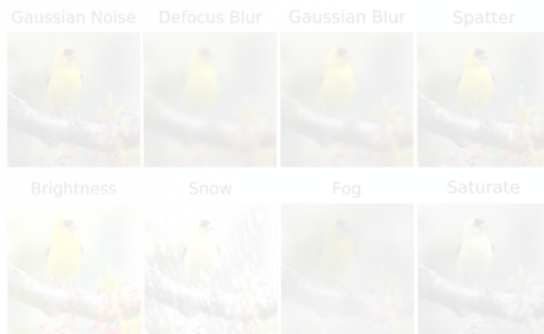 Gaussian Noise
Defocus Blur
Gaussian Blur
Spatter
Brightness
Snow
Fog
Saturate